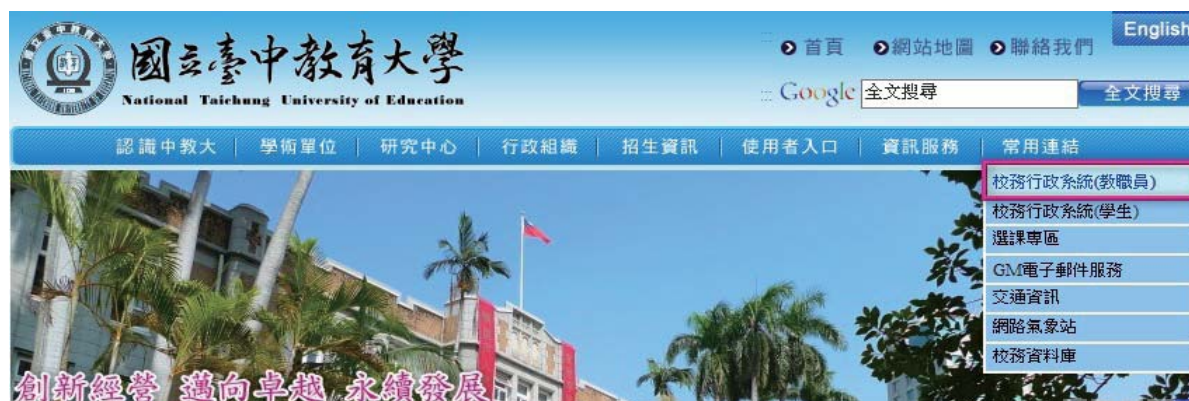 English
首頁 網站地圖 聯絡我們
國立臺中教育大學
National Taichung University of Education
Google 全文搜尋 全文搜尋
認識中教大 | 學術單位 | 研究中心 | 行政組織 | 招生資訊 | 使用者入口 | 資訊服務 | 常用連結
校務行政系統(教職員)
校務行政系統(學生)
選課專區
GM電子郵件服務
交通資訊
網路氣象站
校務資料庫
創新經營 邁向卓越 永續發展